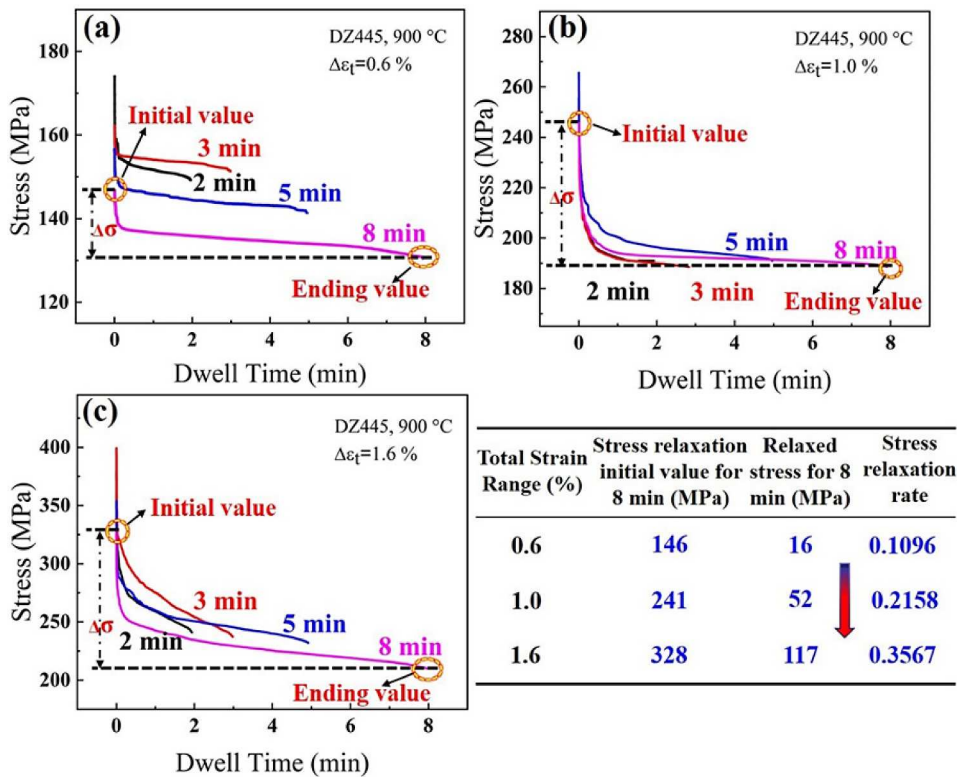 (a)
DZ445, 900 °C
Δεt=0.6 %
Initial value
3 min
2 min
5 min
Δσ
8 min
Ending value
Stress (MPa)
180
160
140
120
0 2 4 6 8
Dwell Time (min)
(b)
DZ445, 900 °C
Δεt=1.0 %
Initial value
Δσ
5 min
8 min
2 min
3 min
Ending value
Stress (MPa)
280
260
240
220
200
180
0 2 4 6 8
Dwell Time (min)
(c)
DZ445, 900 °C
Δεt=1.6 %
Initial value
3 min
Δσ
2 min
5 min
8 min
Ending value
Stress (MPa)
400
350
300
250
200
0 2 4 6 8
Dwell Time (min)
Total Strain Range (%) Stress relaxation initial value for 8 min (MPa) Relaxed stress for 8 min (MPa) Stress relaxation rate
0.6 146 16 0.1096
1.0 241 52 0.2158
1.6 328 117 0.3567